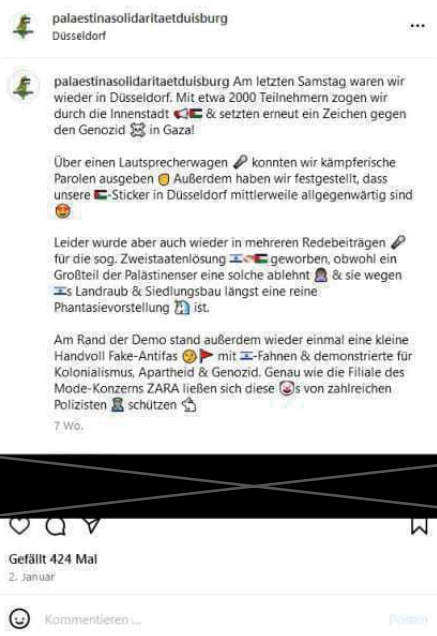 palaestinasolidaritaetduisburg
Düsseldorf
palaestinasolidaritaetduisburg Am letzten Samstag waren wir
wieder in Düsseldorf. Mit etwa 2000 Teilnehmern zogen wir
durch die Innenstadt 📢🇵🇸 & setzten erneut ein Zeichen gegen
den Genozid ☠️ in Gaza!
Über einen Lautsprecherwagen 🎤 konnten wir kämpferische
Parolen ausgeben ✊ Außerdem haben wir festgestellt, dass
unsere 🇵🇸-Sticker in Düsseldorf mittlerweile allgegenwärtig sind
😍
Leider wurde aber auch wieder in mehreren Redebeiträgen 🎤
für die sog. Zweistaatenlösung 🇮🇱🤝🇵🇸 geworben, obwohl ein
Großteil der Palästinenser eine solche ablehnt 🙅 & sie wegen
🇮🇱s Landraub & Siedlungsbau längst eine reine
Phantasievorstellung 🦄 ist.
Am Rand der Demo stand außerdem wieder einmal eine kleine
Handvoll Fake-Antifas 🤔🚩 mit 🇮🇱-Fahnen & demonstrierte für
Kolonialismus, Apartheid & Genozid. Genau wie die Filiale des
Mode-Konzerns ZARA ließen sich diese 🤡s von zahlreichen
Polizisten 👮 schützen
7 Wo.
Gefällt 424 Mal
2. Januar
Kommentieren ...
Posten